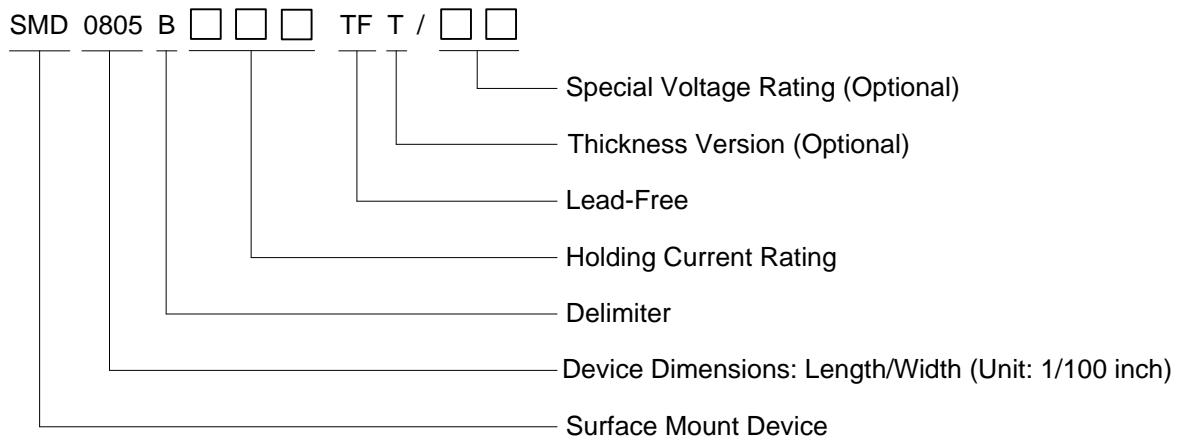 SMD 0805 B □ □ □ TF T / □ □
Special Voltage Rating (Optional)
Thickness Version (Optional)
Lead-Free
Holding Current Rating
Delimiter
Device Dimensions: Length/Width (Unit: 1/100 inch)
Surface Mount Device